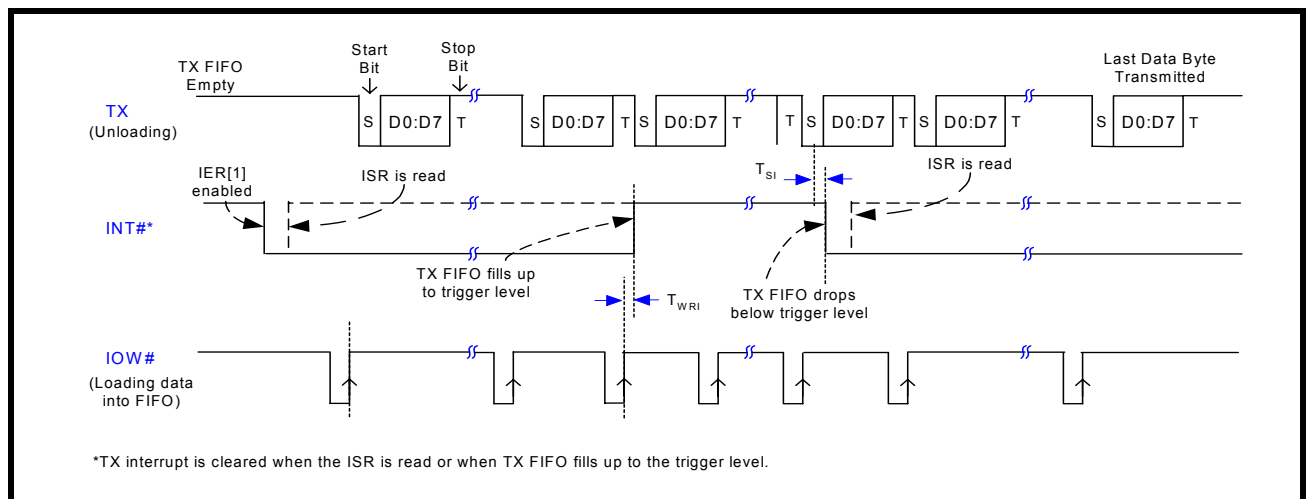 Start
Bit
Stop
Bit
TX FIFO
Empty
Last Data Byte
Transmitted
TX
(Unloading)
S D0:D7 T S D0:D7 T S D0:D7 T T S D0:D7 T S D0:D7 T S D0:D7 T
IER[1]
enabled
ISR is read
TSI
ISR is read
INT#*
TX FIFO fills up
to trigger level
TWRI
TX FIFO drops
below trigger level
IOW#
(Loading data
into FIFO)
*TX interrupt is cleared when the ISR is read or when TX FIFO fills up to the trigger level.